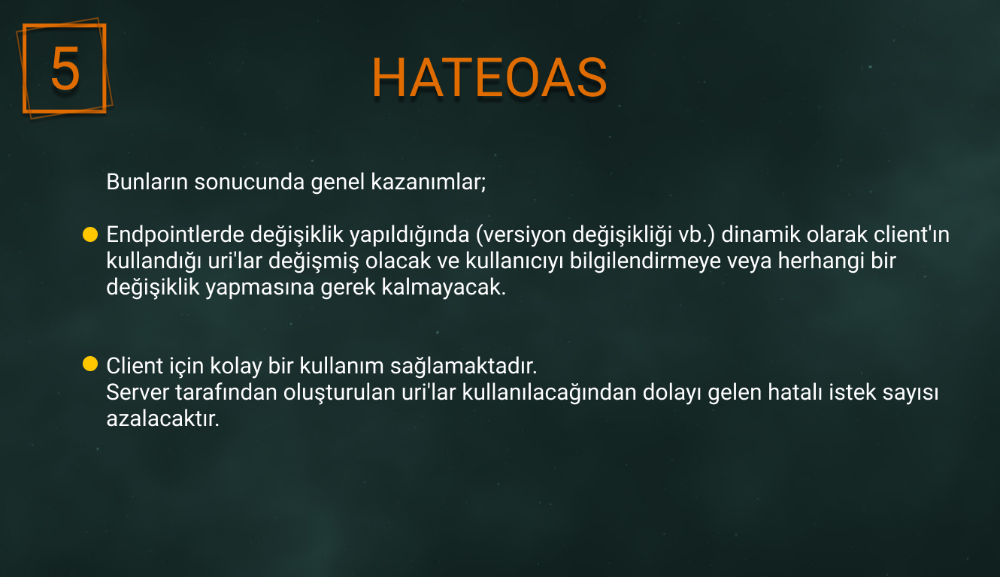 5
HATEOAS
Bunların sonucunda genel kazanımlar;
Endpointlerde değişiklik yapıldığında (versiyon değişikliği vb.) dinamik olarak client'ın
kullandığı uri'lar değişmiş olacak ve kullanıcıyı bilgilendirmeye veya herhangi bir
değişiklik yapmasına gerek kalmayacak.
Client için kolay bir kullanım sağlamaktadır.
Server tarafından oluşturulan uri'lar kullanılacağından dolayı gelen hatalı istek sayısı
azalacaktır.